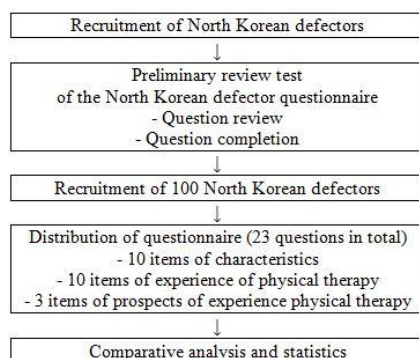 Recruitment of North Korean defectors
↓
Preliminary review test
of the North Korean defector questionnaire
- Question review
- Question completion
↓
Recruitment of 100 North Korean defectors
↓
Distribution of questionnaire (23 questions in total)
- 10 items of characteristics
- 10 items of experience of physical therapy
- 3 items of prospects of experience physical therapy
↓
Comparative analysis and statistics